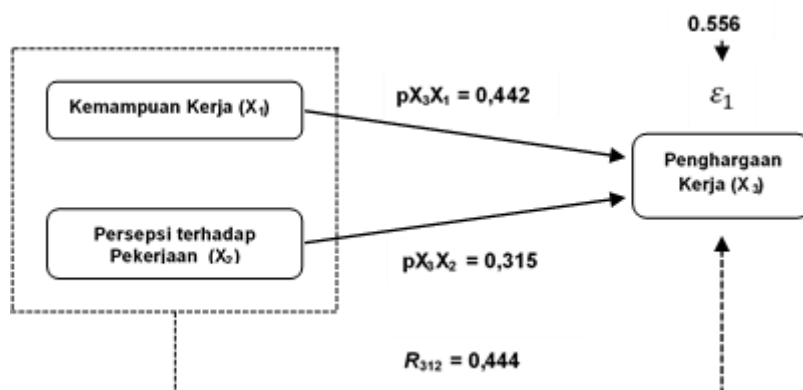 0.556
ε₁
Kemampuan Kerja (X₁)
pX₃X₁ = 0,442
Penghargaan
Kerja (X₃)
Persepsi terhadap
Pekerjaan (X₂)
pX₃X₂ = 0,315
R₃₁₂ = 0,444